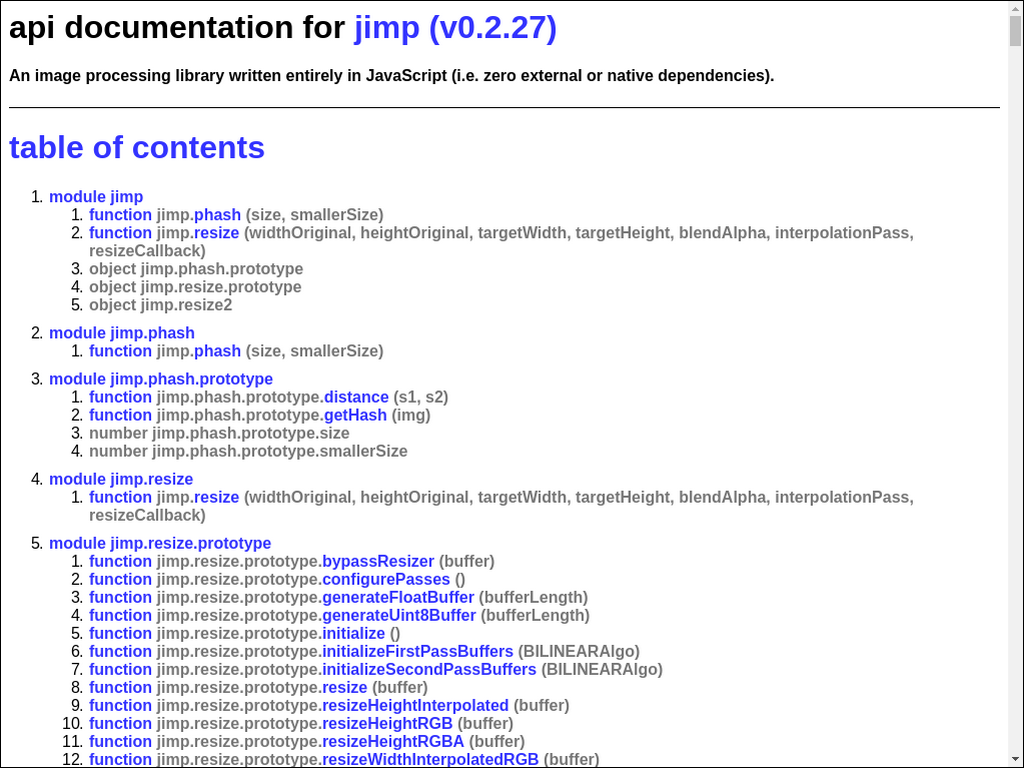 api documentation for jimp (v0.2.27)
An image processing library written entirely in JavaScript (i.e. zero external or native dependencies).
table of contents
1. module jimp
1. function jimp.phash (size, smallerSize)
2. function jimp.resize (widthOriginal, heightOriginal, targetWidth, targetHeight, blendAlpha, interpolationPass,
resizeCallback)
3. object jimp.phash.prototype
4. object jimp.resize.prototype
5. object jimp.resize2
2. module jimp.phash
1. function jimp.phash (size, smallerSize)
3. module jimp.phash.prototype
1. function jimp.phash.prototype.distance (s1, s2)
2. function jimp.phash.prototype.getHash (img)
3. number jimp.phash.prototype.size
4. number jimp.phash.prototype.smallerSize
4. module jimp.resize
1. function jimp.resize (widthOriginal, heightOriginal, targetWidth, targetHeight, blendAlpha, interpolationPass,
resizeCallback)
5. module jimp.resize.prototype
1. function jimp.resize.prototype.bypassResizer (buffer)
2. function jimp.resize.prototype.configurePasses ()
3. function jimp.resize.prototype.generateFloatBuffer (bufferLength)
4. function jimp.resize.prototype.generateUint8Buffer (bufferLength)
5. function jimp.resize.prototype.initialize ()
6. function jimp.resize.prototype.initializeFirstPassBuffers (BILINEARAlgo)
7. function jimp.resize.prototype.initializeSecondPassBuffers (BILINEARAlgo)
8. function jimp.resize.prototype.resize (buffer)
9. function jimp.resize.prototype.resizeHeightInterpolated (buffer)
10. function jimp.resize.prototype.resizeHeightRGB (buffer)
11. function jimp.resize.prototype.resizeHeightRGBA (buffer)
12. function jimp.resize.prototype.resizeWidthInterpolatedRGB (buffer)